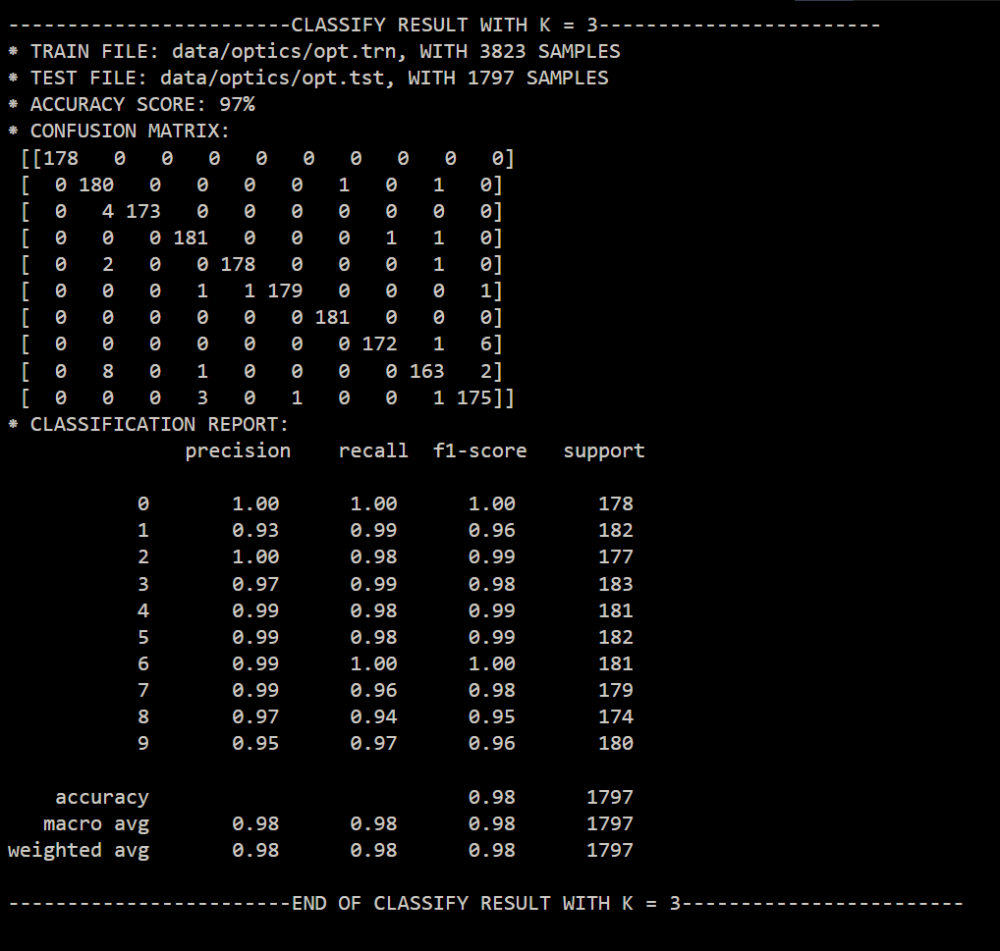 ------------------------CLASSIFY RESULT WITH K = 3------------------------
* TRAIN FILE: data/optics/opt.trn, WITH 3823 SAMPLES
* TEST FILE: data/optics/opt.tst, WITH 1797 SAMPLES
* ACCURACY SCORE: 97%
* CONFUSION MATRIX:
 [[178   0   0   0   0   0   0   0   0   0]
 [  0 180   0   0   0   0   1   0   1   0]
 [  0   4 173   0   0   0   0   0   0   0]
 [  0   0   0 181   0   0   0   1   1   0]
 [  0   2   0   0 178   0   0   0   1   0]
 [  0   0   0   1   1 179   0   0   0   1]
 [  0   0   0   0   0   0 181   0   0   0]
 [  0   0   0   0   0   0   0 172   1   6]
 [  0   8   0   1   0   0   0   0 163   2]
 [  0   0   0   3   0   1   0   0   1 175]]
* CLASSIFICATION REPORT:
               precision    recall  f1-score   support

           0       1.00      1.00      1.00       178
           1       0.93      0.99      0.96       182
           2       1.00      0.98      0.99       177
           3       0.97      0.99      0.98       183
           4       0.99      0.98      0.99       181
           5       0.99      0.98      0.99       182
           6       0.99      1.00      1.00       181
           7       0.99      0.96      0.98       179
           8       0.97      0.94      0.95       174
           9       0.95      0.97      0.96       180

    accuracy                           0.98      1797
   macro avg       0.98      0.98      0.98      1797
weighted avg       0.98      0.98      0.98      1797

------------------------END OF CLASSIFY RESULT WITH K = 3------------------------